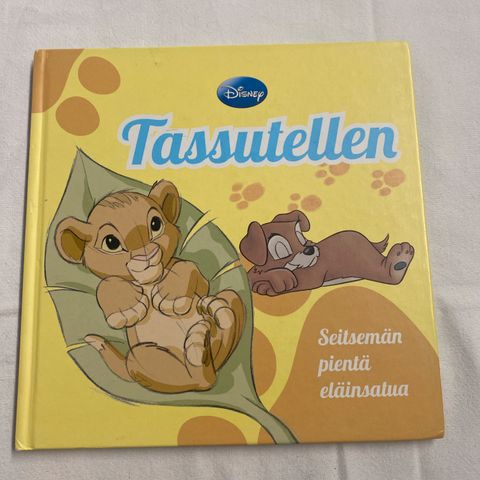 Disney
Tassutellen
Seitsemän
pientä
eläinsatua